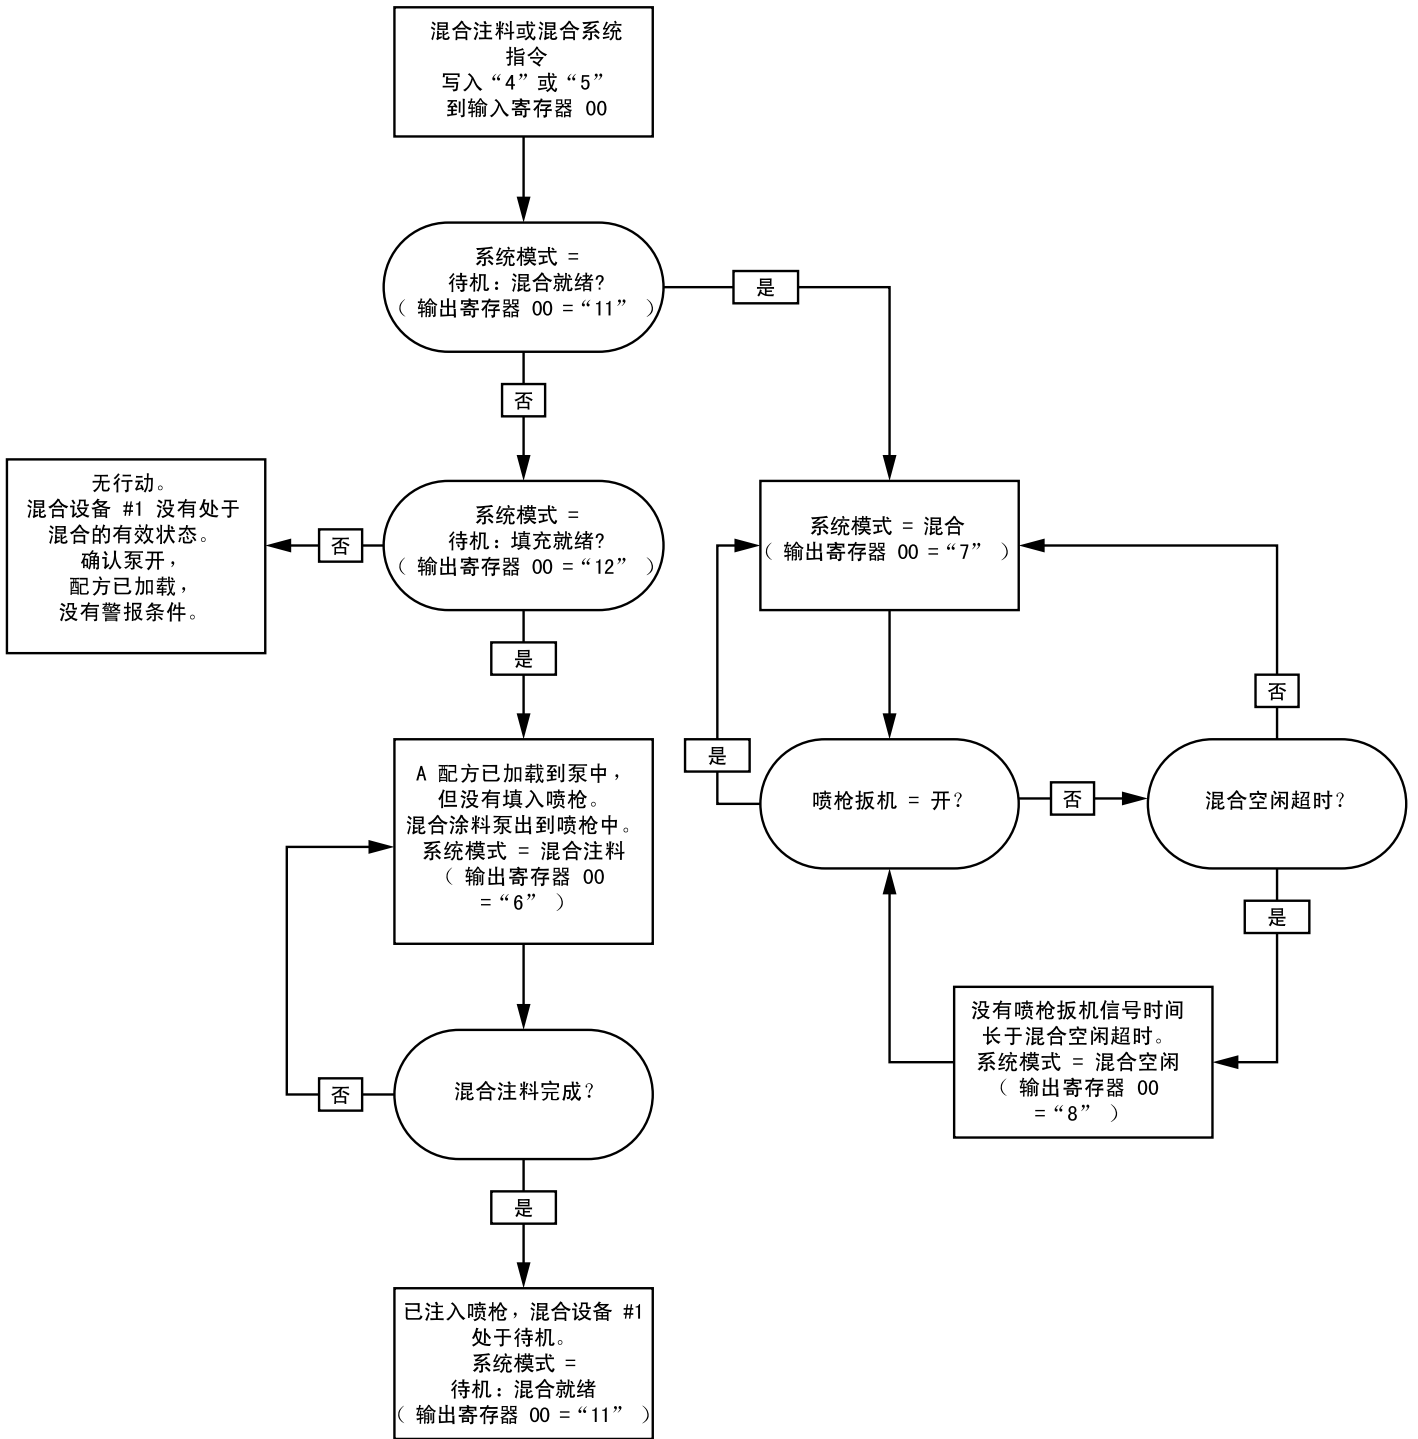 混合注料或混合系统
指令
写入“4”或“5”
到输入寄存器 00
系统模式 =
待机：混合就绪?
（ 输出寄存器 00 =“11” ）
是
否
无行动。
混合设备 #1 没有处于
混合的有效状态。
确认泵开，
配方已加载，
没有警报条件。
否
系统模式 =
待机：填充就绪?
（ 输出寄存器 00 =“12” ）
系统模式 = 混合
（ 输出寄存器 00 =“7” ）
是
否
A 配方已加载到泵中，
但没有填入喷枪。
混合涂料泵出到喷枪中。
系统模式 = 混合注料
（ 输出寄存器 00
=“6” ）
是
喷枪扳机 = 开?
否
混合空闲超时?
是
没有喷枪扳机信号时间
长于混合空闲超时。
系统模式 = 混合空闲
（ 输出寄存器 00
=“8” ）
否
混合注料完成?
是
已注入喷枪，混合设备 #1
处于待机。
系统模式 =
待机：混合就绪
（ 输出寄存器 00 =“11” ）